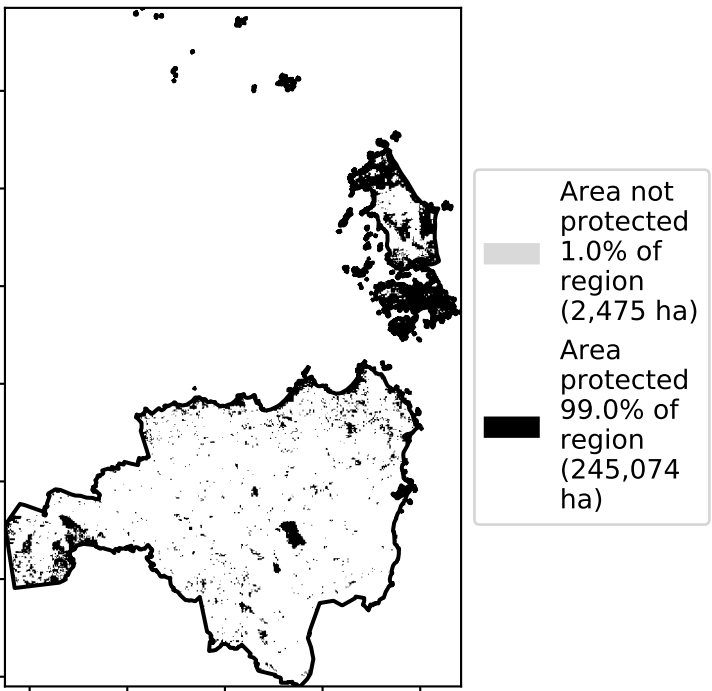 Area not
protected
1.0% of
region
(2,475 ha)
Area
protected
99.0% of
region
(245,074
ha)